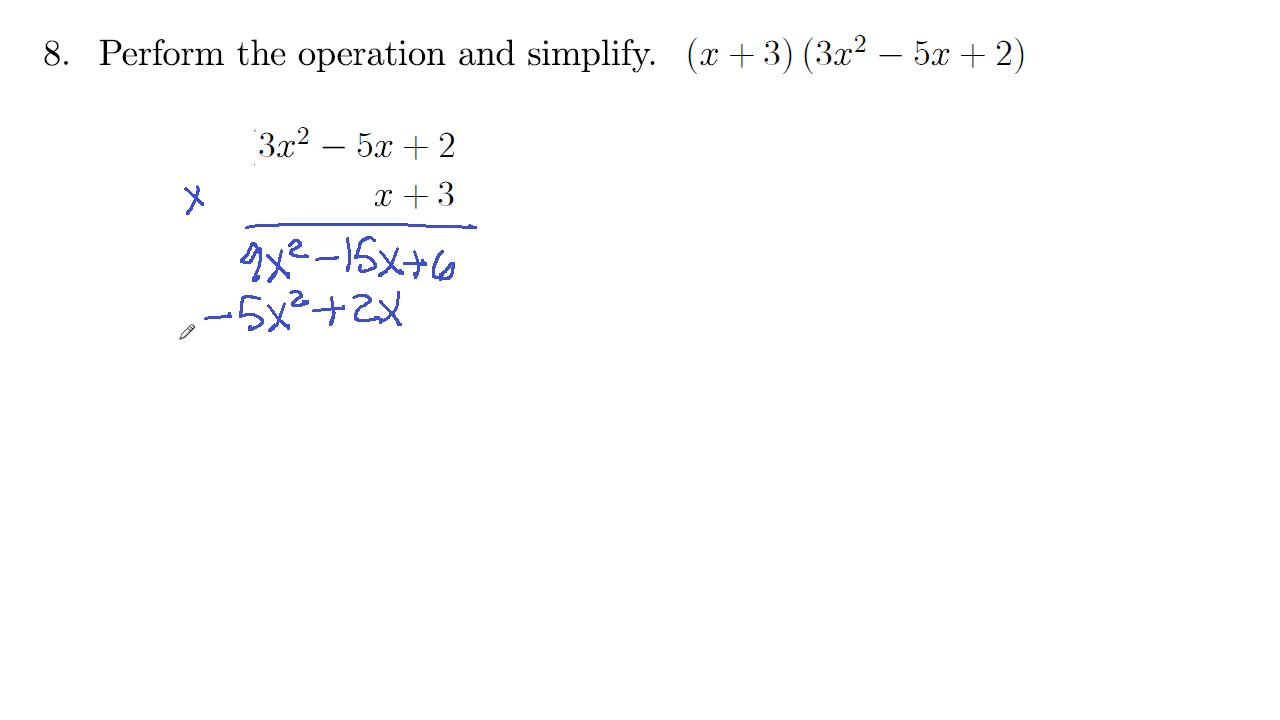 8. Perform the operation and simplify. (x + 3) (3x² − 5x + 2)
3x² − 5x + 2
x x + 3
9x² − 15x + 6
− 5x² + 2x